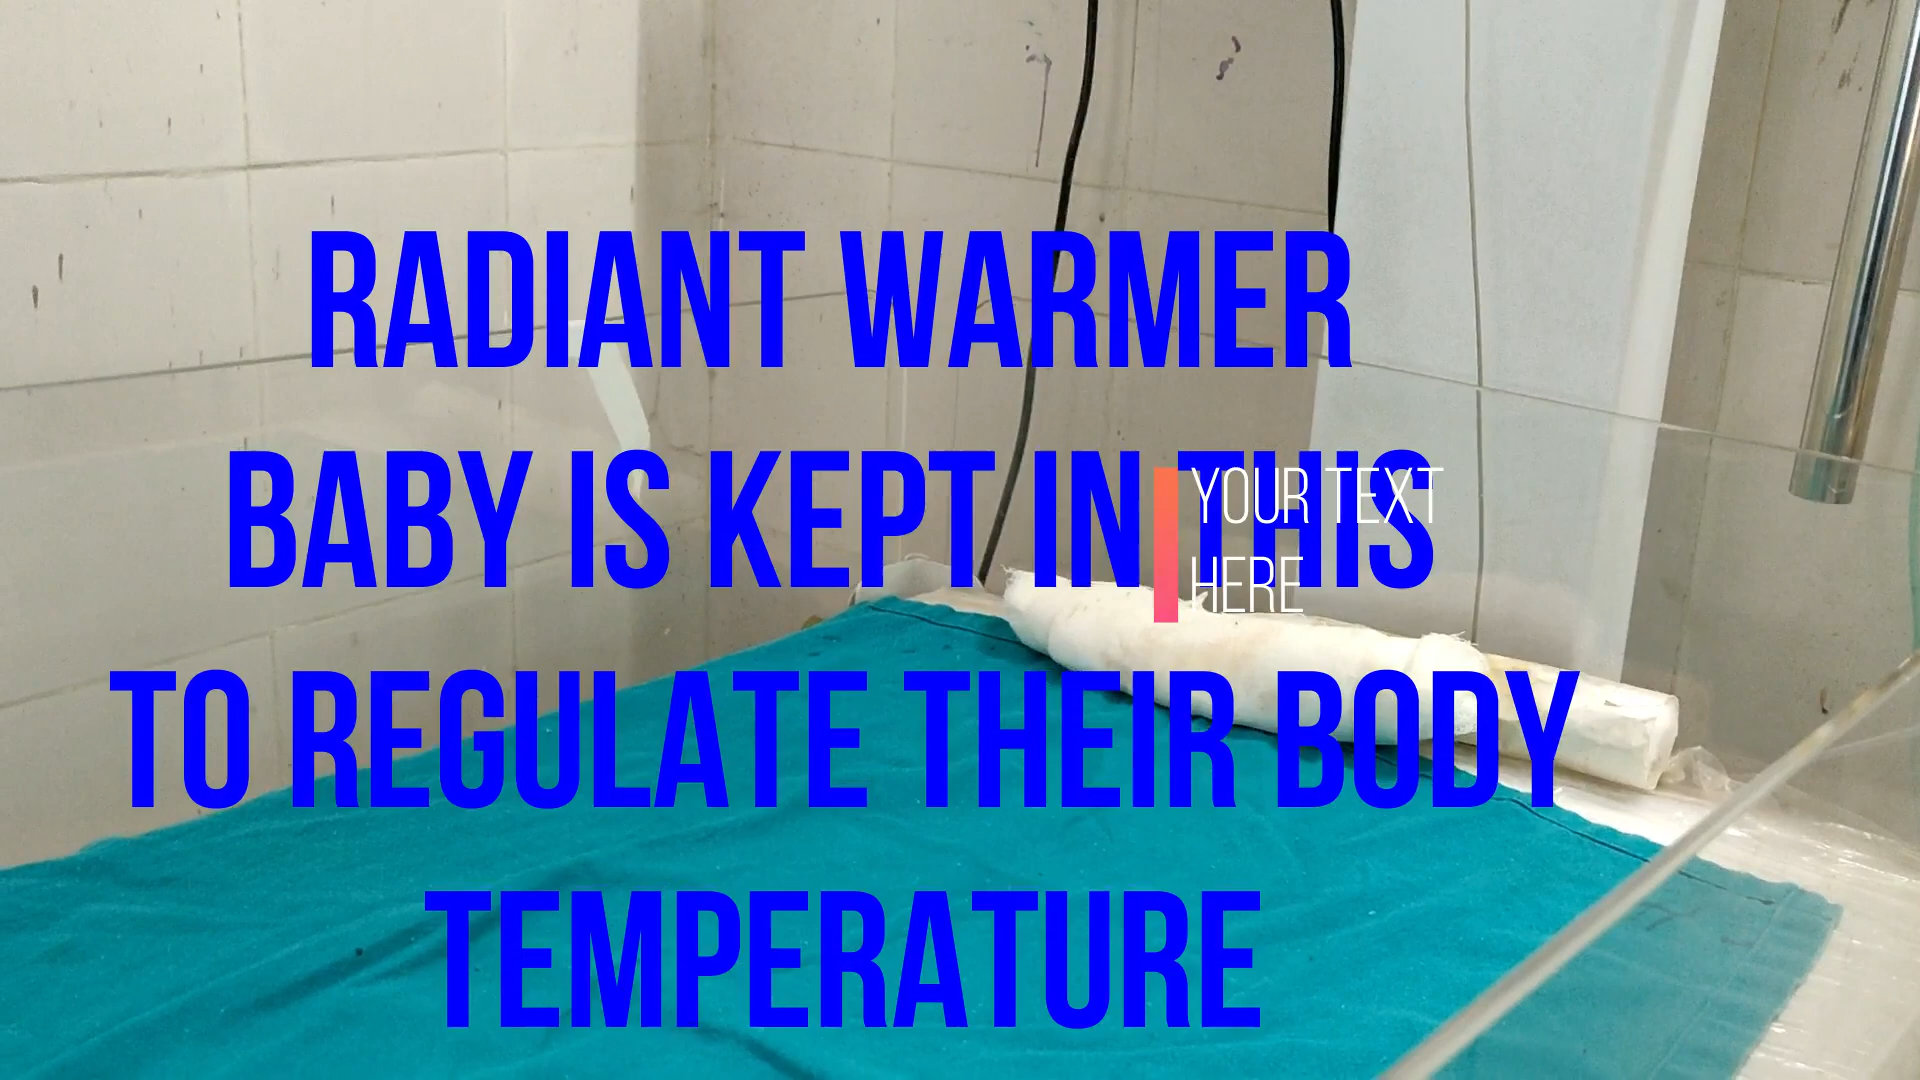 RADIANT WARMER
BABY IS KEPT IN THIS
YOUR TEXT
HERE
TO REGULATE THEIR BODY
TEMPERATURE